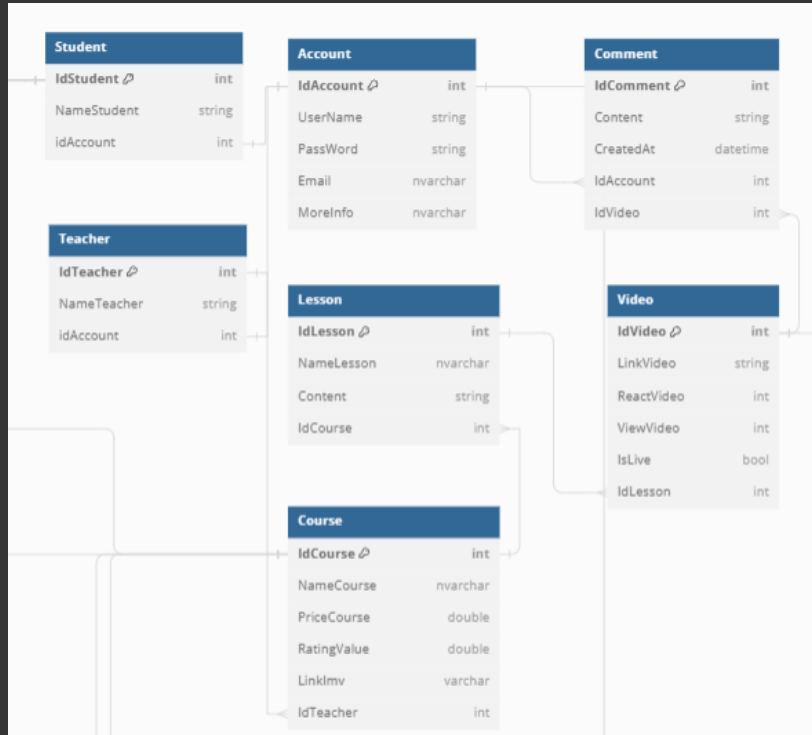 Student
IdStudent int
NameStudent string
idAccount int
Account
IdAccount int
UserName string
PassWord string
Email nvarchar
MoreInfo nvarchar
Comment
IdComment int
Content string
CreatedAt datetime
IdAccount int
IdVideo int
Teacher
IdTeacher int
NameTeacher string
idAccount int
Lesson
IdLesson int
NameLesson nvarchar
Content string
IdCourse int
Video
IdVideo int
LinkVideo string
ReactVideo int
ViewVideo int
IsLive bool
IdLesson int
Course
IdCourse int
NameCourse nvarchar
PriceCourse double
RatingValue double
LinkImv varchar
IdTeacher int